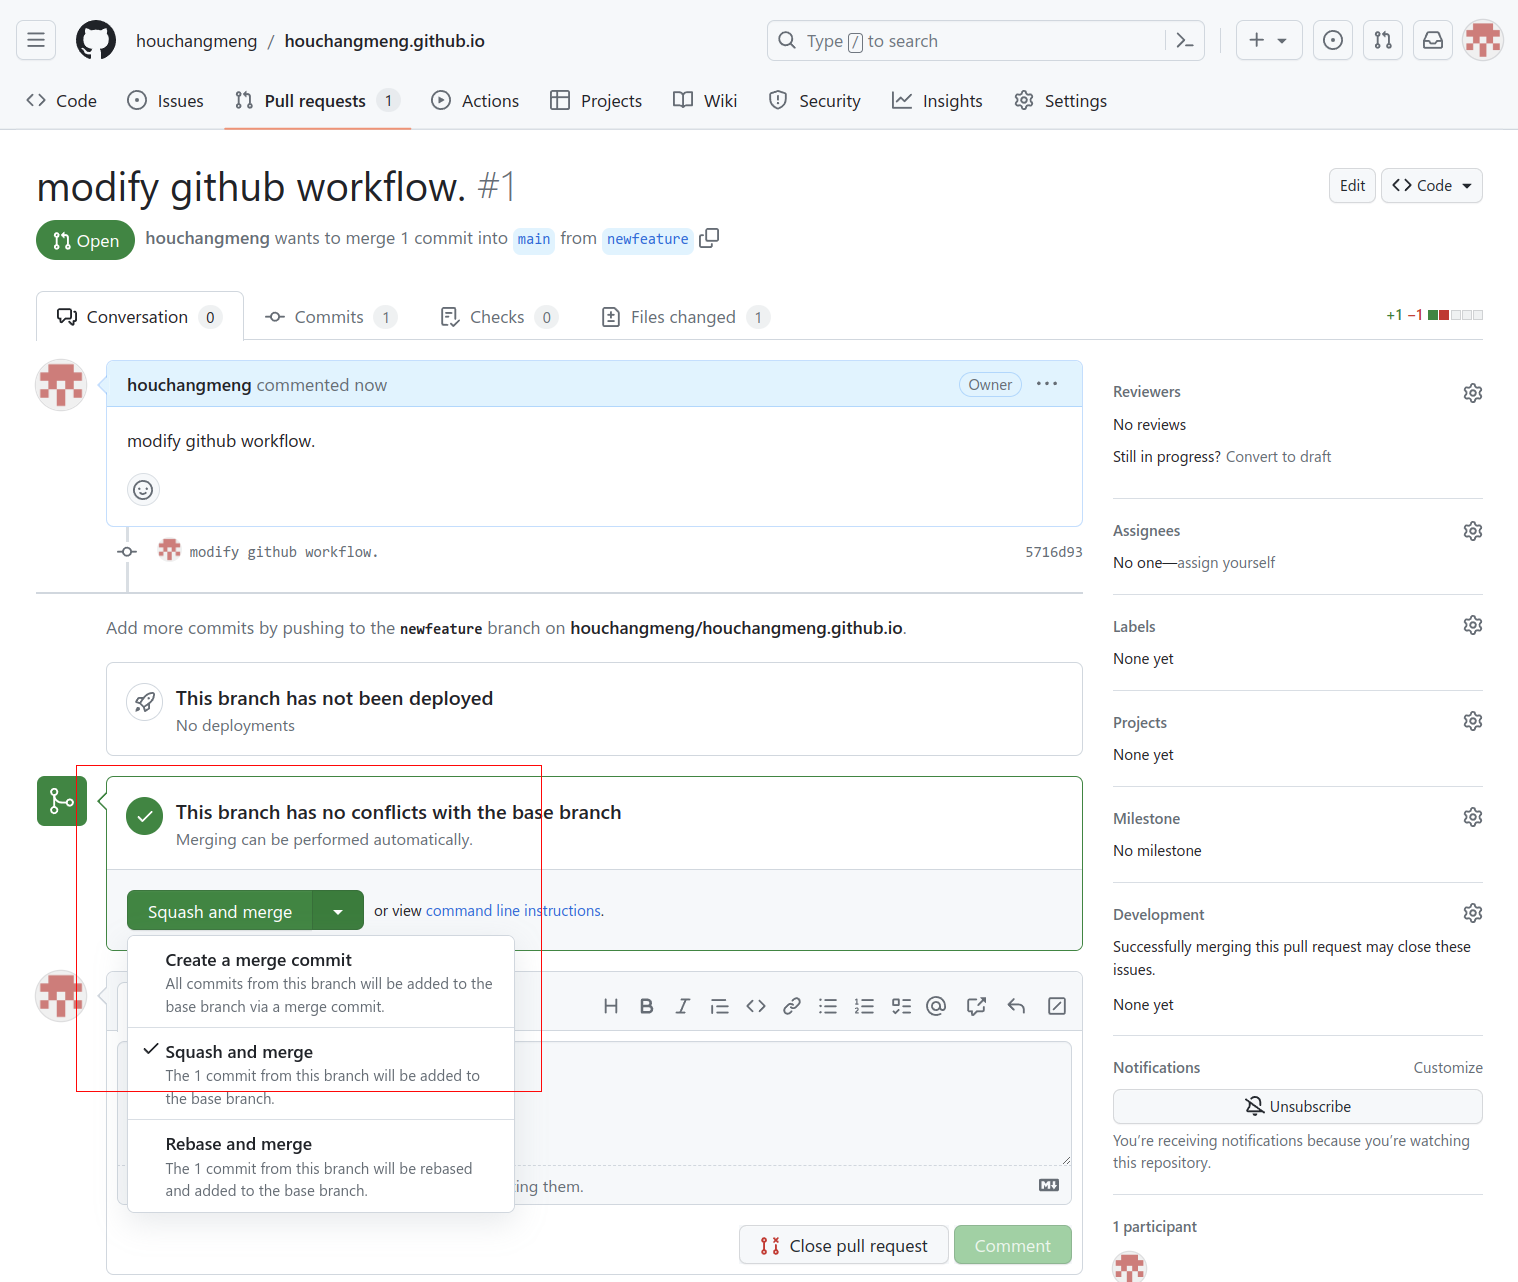 houchangmeng / houchangmeng.github.io
Type / to search
Code
Issues
Pull requests 1
Actions
Projects
Wiki
Security
Insights
Settings
modify github workflow. #1
Edit
Code
Open
houchangmeng wants to merge 1 commit into main from newfeature
Conversation 0
Commits 1
Checks 0
Files changed 1
+1 −1
houchangmeng commented now
Owner
modify github workflow.
modify github workflow.
5716d93
Add more commits by pushing to the newfeature branch on houchangmeng/houchangmeng.github.io.
This branch has not been deployed
No deployments
This branch has no conflicts with the base branch
Merging can be performed automatically.
Squash and merge
or view command line instructions.
Create a merge commit
All commits from this branch will be added to the
base branch via a merge commit.
Squash and merge
The 1 commit from this branch will be added to
the base branch.
Rebase and merge
The 1 commit from this branch will be rebased
and added to the base branch.
them.
Close pull request
Comment
Reviewers
No reviews
Still in progress? Convert to draft
Assignees
No one—assign yourself
Labels
None yet
Projects
None yet
Milestone
No milestone
Development
Successfully merging this pull request may close these
issues.
None yet
Notifications
Customize
Unsubscribe
You’re receiving notifications because you’re watching
this repository.
1 participant